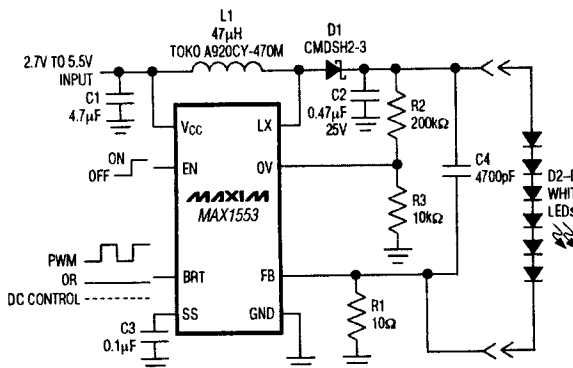 L1
47µH
TOKO A920CY-470M
D1
CMDSH2-3
2.7V TO 5.5V
INPUT
C1
4.7µF
C2
0.47µF
25V
R2
200kΩ
C4
4700pF
VCC
LX
ON
OFF
EN
OV
MAXIM
MAX1553
R3
10kΩ
WHIT
LEDs
PWM
OR
DC CONTROL
BRT
FB
SS
GND
R1
10Ω
C3
0.1µF